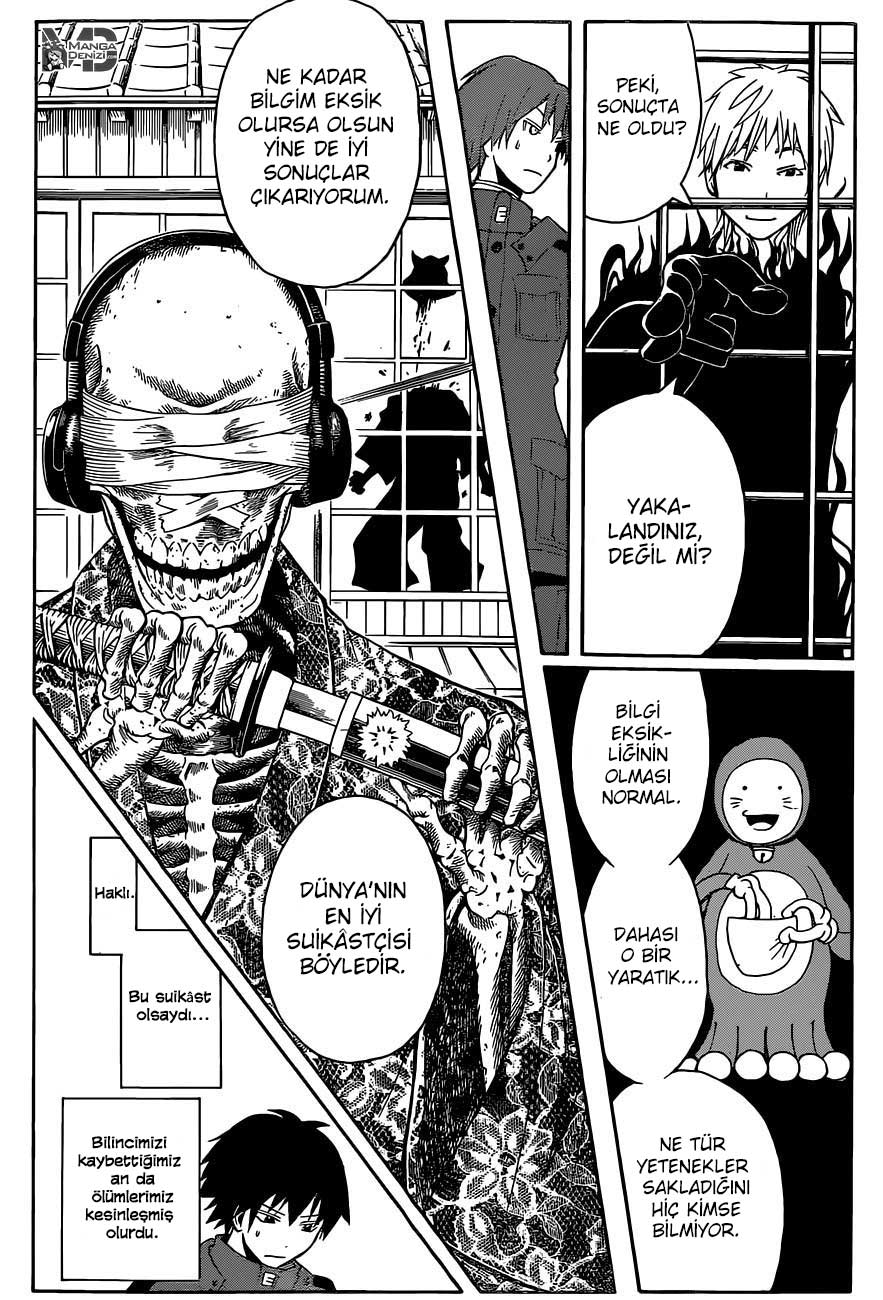 MANGA
DENİZİ
PEKİ,
SONUÇTA
NE OLDU?
YAKA-
LANDINIZ,
DEĞİL Mİ?
E
BİLGİ
EKSİK-
LİĞİNİN
OLMASI
NORMAL.
DAHASI
O BİR
YARATIK...
NE TÜR
YETENEKLER
SAKLADIĞINI
HİÇ KİMSE
BİLMİYOR.
NE KADAR
BİLGİM EKSİK
OLURSA OLSUN
YİNE DE İYİ
SONUÇLAR
ÇIKARIYORUM.
DÜNYA'NIN
EN İYİ
SUİKÂSTÇİSİ
BÖYLEDİR.
Haklı.
Bu suikâst
olsaydı...
Bilincimizi
kaybettiğimiz
an da
ölümlerimiz
kesinleşmiş
olurdu.
E